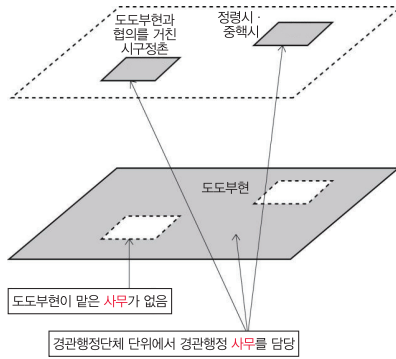 도도부현과
협의를 거친
시구정촌
정령시 ·
중핵시
도도부현
도도부현이 맡은 사무가 없음
경관행정단체 단위에서 경관행정 사무를 담당